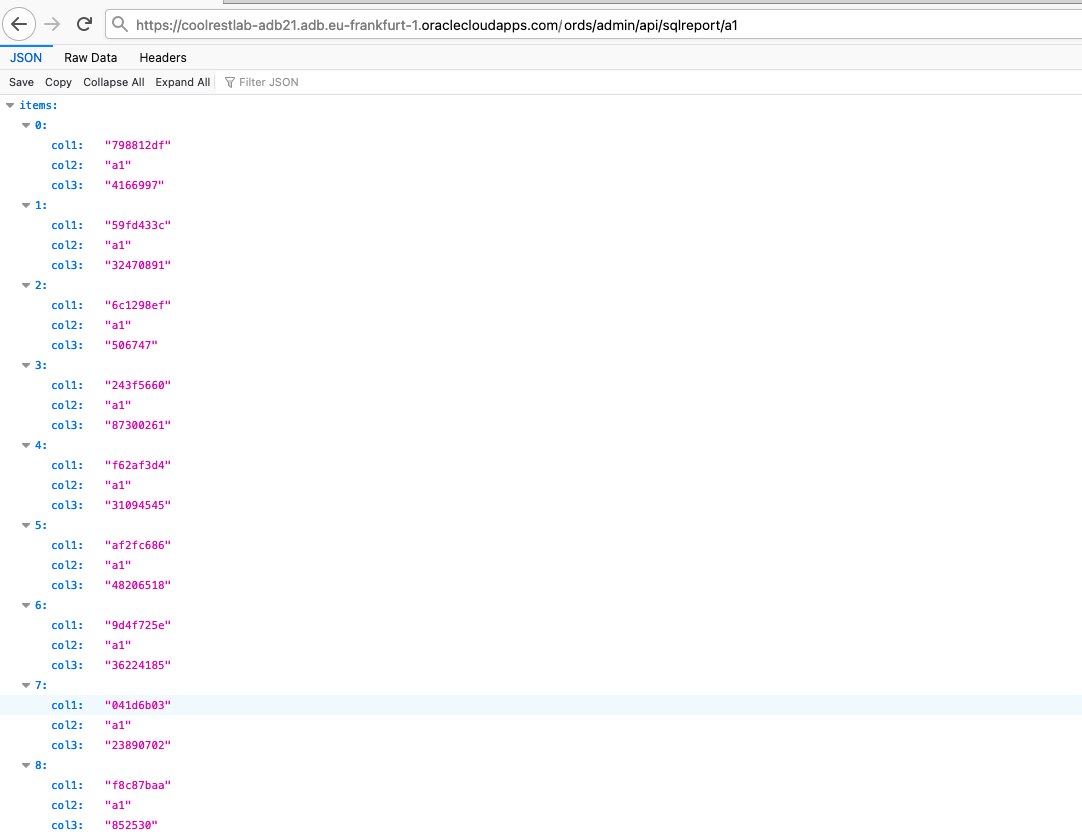 https://coolrestlab-adb21.adb.eu-frankfurt-1.oraclecloudapps.com/ords/admin/api/sqlreport/a1
JSON Raw Data Headers
Save Copy Collapse All Expand All Filter JSON
items:
0:
col1: "798812df"
col2: "a1"
col3: "4166997"
1:
col1: "59fd433c"
col2: "a1"
col3: "32470891"
2:
col1: "6c1298ef"
col2: "a1"
col3: "506747"
3:
col1: "243f5660"
col2: "a1"
col3: "87300261"
4:
col1: "f62af3d4"
col2: "a1"
col3: "31094545"
5:
col1: "af2fc686"
col2: "a1"
col3: "48206518"
6:
col1: "9d4f725e"
col2: "a1"
col3: "36224185"
7:
col1: "041d6b03"
col2: "a1"
col3: "23890702"
8:
col1: "f8c87baa"
col2: "a1"
col3: "852530"